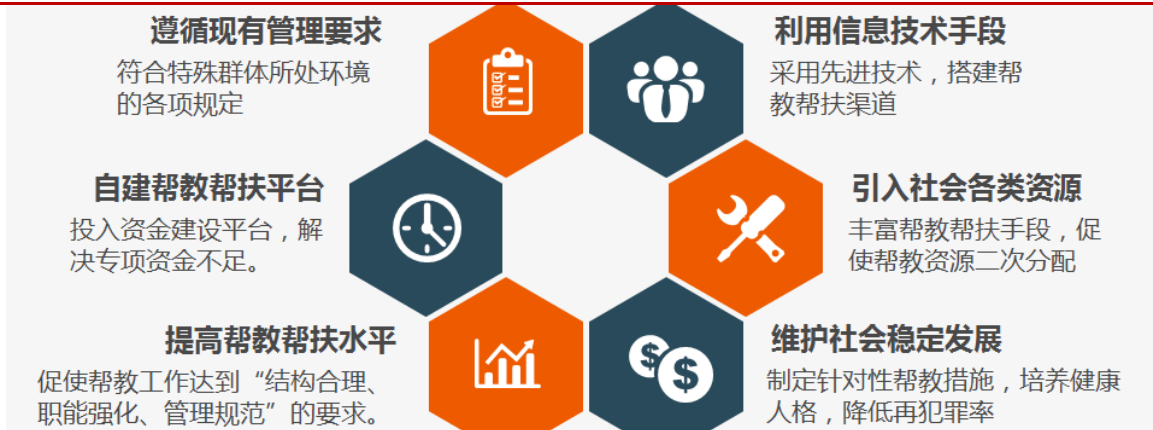 遵循现有管理要求
符合特殊群体所处环境
的各项规定
利用信息技术手段
采用先进技术，搭建帮
教帮扶渠道
自建帮教帮扶平台
投入资金建设平台，解
决专项资金不足。
引入社会各类资源
丰富帮教帮扶手段，促
使帮教资源二次分配
提高帮教帮扶水平
促使帮教工作达到“结构合理、
职能强化、管理规范”的要求。
$
$
维护社会稳定发展
制定针对性帮教措施，培养健康
人格，降低再犯罪率